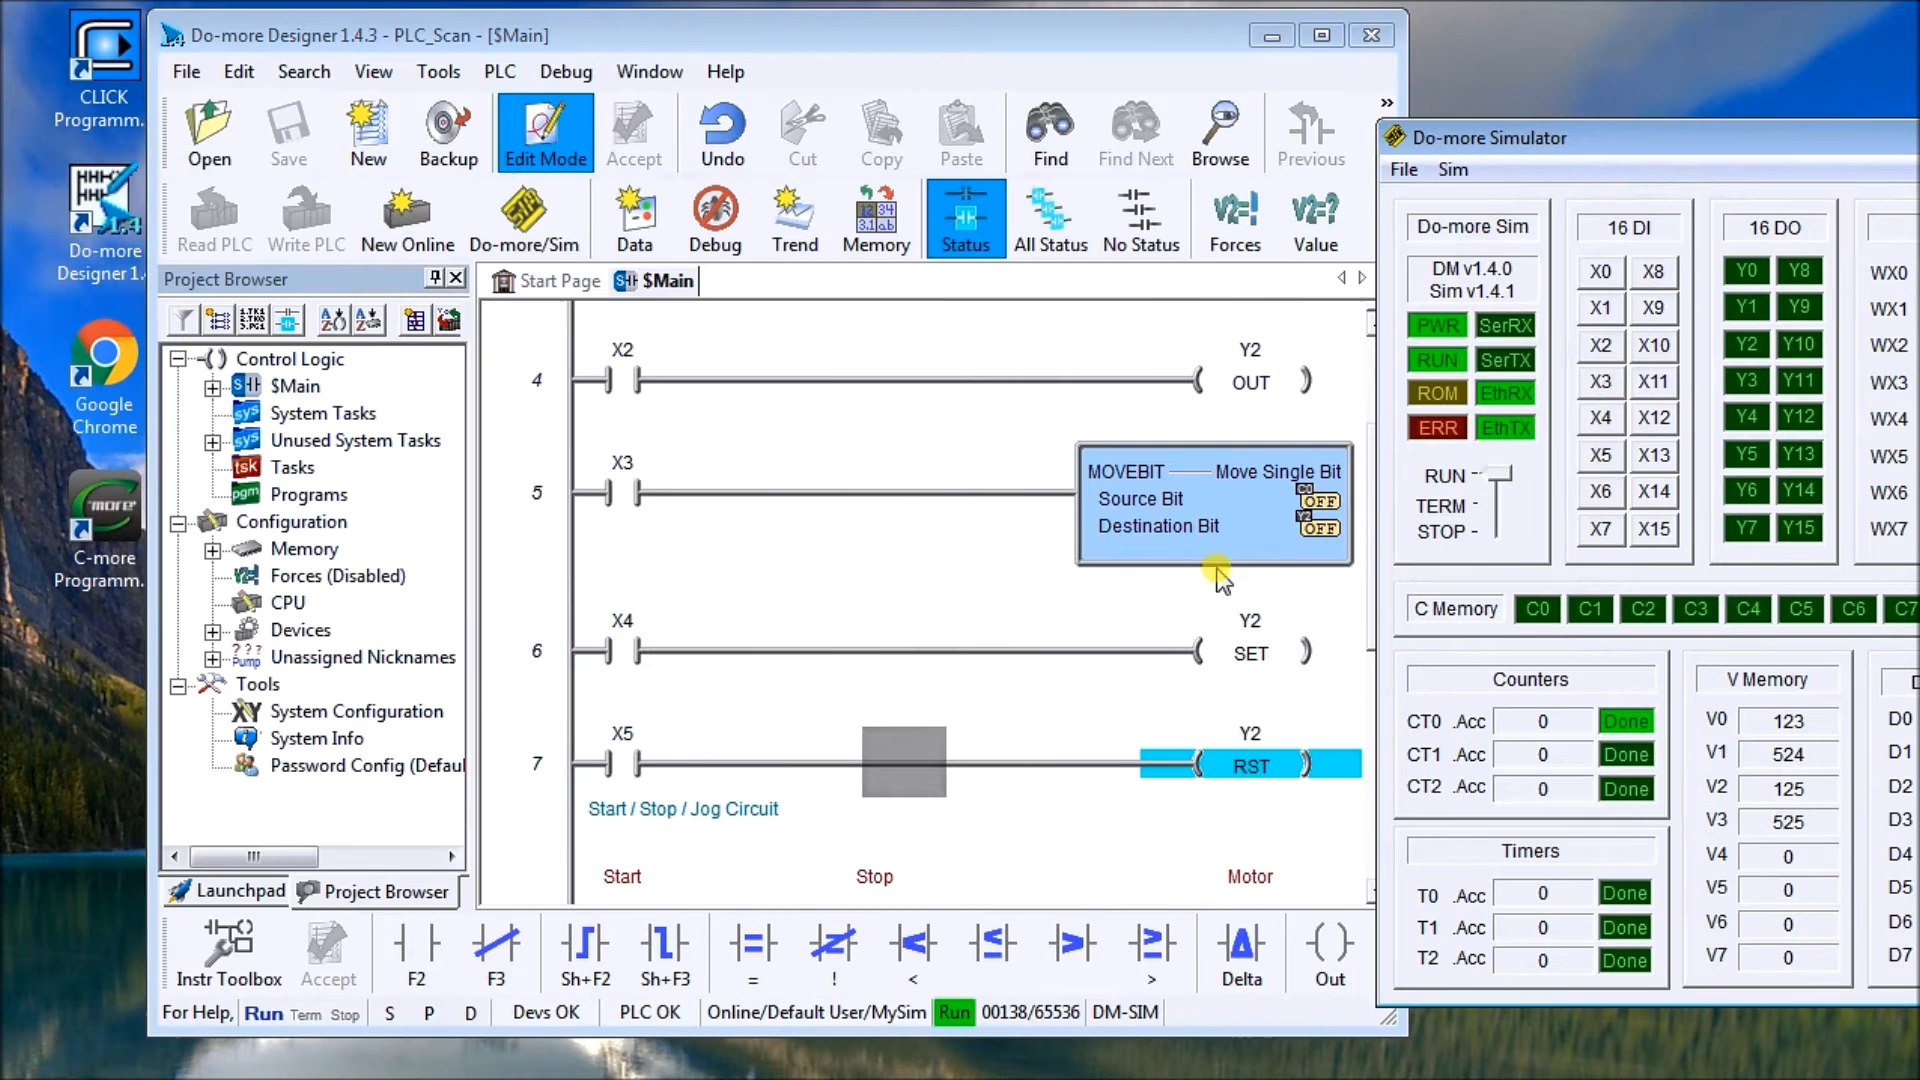 CLICK
Programm.
Do-more
Designer 1.
Google
Chrome
C-more
Programm.
Do-more Designer 1.4.3 - PLC_Scan - [$Main]
File Edit Search View Tools PLC Debug Window Help
Open Save New Backup Edit Mode Accept Undo Cut Copy Paste Find Find Next Browse Previous
Read PLC Write PLC New Online Do-more/Sim Data Debug Trend Memory Status All Status No Status Forces Value
Project Browser
Start Page $Main
Control Logic
$Main
System Tasks
Unused System Tasks
Tasks
Programs
Configuration
Memory
Forces (Disabled)
CPU
Devices
Unassigned Nicknames
Tools
System Configuration
System Info
Password Config (Defaul
Launchpad Project Browser
X2 Y2
4 OUT
X3
5
MOVEBIT Move Single Bit
Source Bit C0 OFF
Destination Bit Y2 OFF
X4 Y2
6 SET
X5 Y2
7 RST
Start / Stop / Jog Circuit
Start Stop Motor
Instr Toolbox Accept F2 F3 Sh+F2 Sh+F3 = ! < > Delta Out
For Help, Run Term Stop S P D Devs OK PLC OK Online/Default User/MySim Run 00138/65536 DM-SIM
Do-more Simulator
File Sim
Do-more Sim
DM v1.4.0
Sim v1.4.1
PWR SerRX
RUN SerTX
ROM EthRX
ERR EthTX
RUN -
TERM -
STOP -
16 DI
X0 X8
X1 X9
X2 X10
X3 X11
X4 X12
X5 X13
X6 X14
X7 X15
16 DO
Y0 Y8
Y1 Y9
Y2 Y10
Y3 Y11
Y4 Y12
Y5 Y13
Y6 Y14
Y7 Y15
WX0
WX1
WX2
WX3
WX4
WX5
WX6
WX7
C Memory C0 C1 C2 C3 C4 C5 C6 C7
Counters
CT0 .Acc 0 Done
CT1 .Acc 0 Done
CT2 .Acc 0 Done
Timers
T0 .Acc 0 Done
T1 .Acc 0 Done
T2 .Acc 0 Done
V Memory
V0 123
V1 524
V2 125
V3 525
V4 0
V5 0
V6 0
V7 0
D
D0
D1
D2
D3
D4
D5
D6
D7